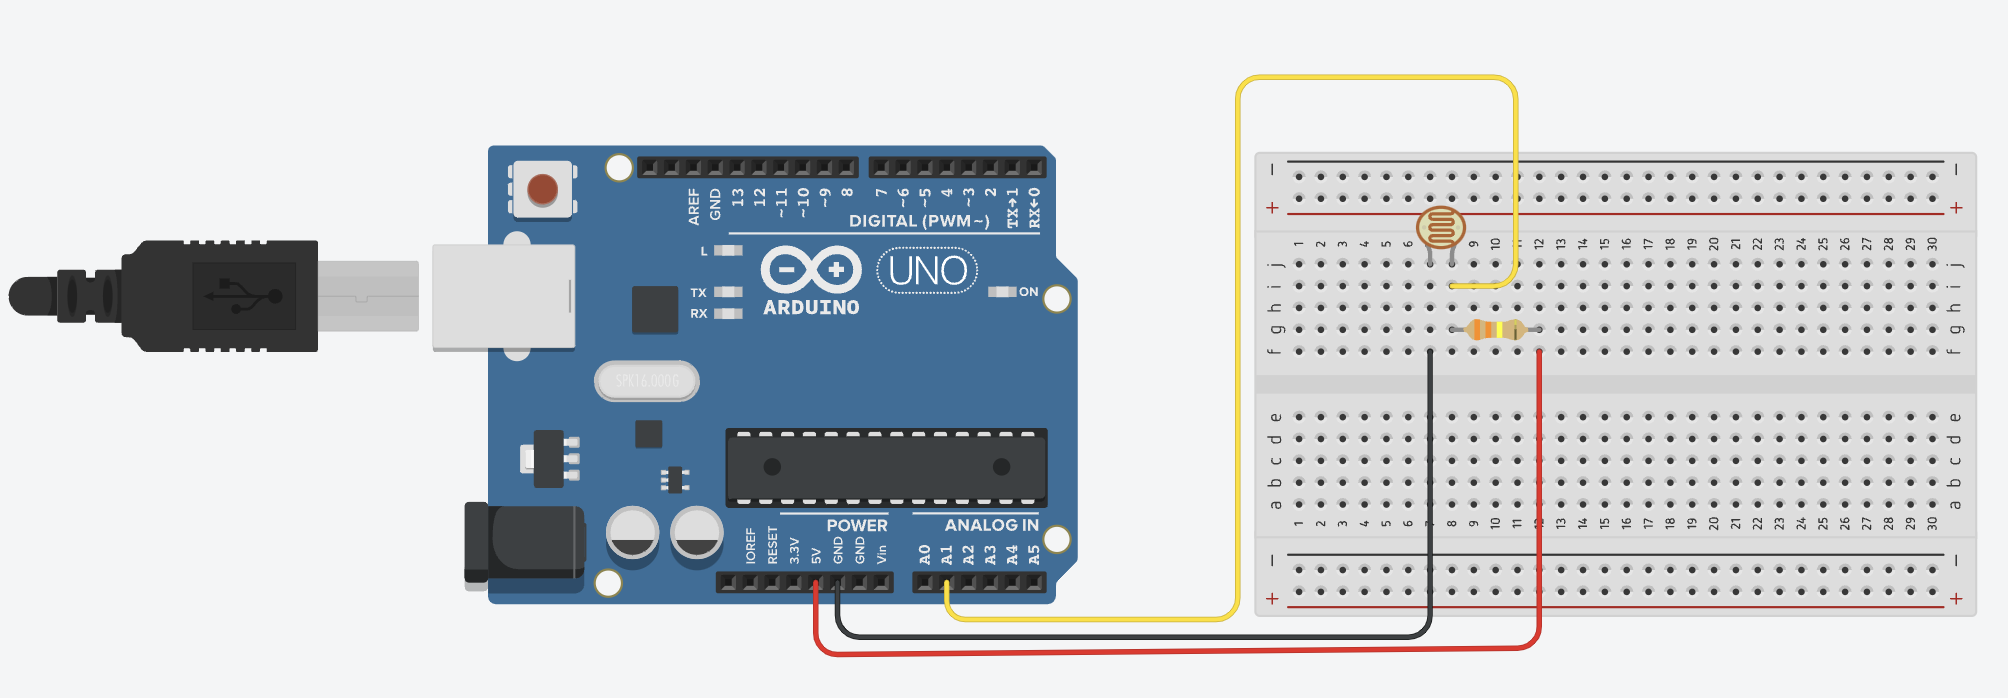 AREF
GND
13
12
~11
~10
~9
8
7
~6
~5
4
~3
2
TX→1
RX←0
DIGITAL (PWM~)
L
TX
RX
ARDUINO
UNO
ON
SPK16.000G
POWER
ANALOG IN
IOREF
RESET
3.3V
5V
GND
GND
Vin
A0
A1
A2
A3
A4
A5
− −
+ +
1 2 3 4 5 6 9 10 11 12 13 14 15 16 17 18 19 20 21 22 23 24 25 26 27 28 29 30
j j
i i
h h
g g
f f
e e
d d
c c
b b
a a
1 2 3 4 5 6 7 8 9 10 11 12 13 14 15 16 17 18 19 20 21 22 23 24 25 26 27 28 29 30
− −
+ +